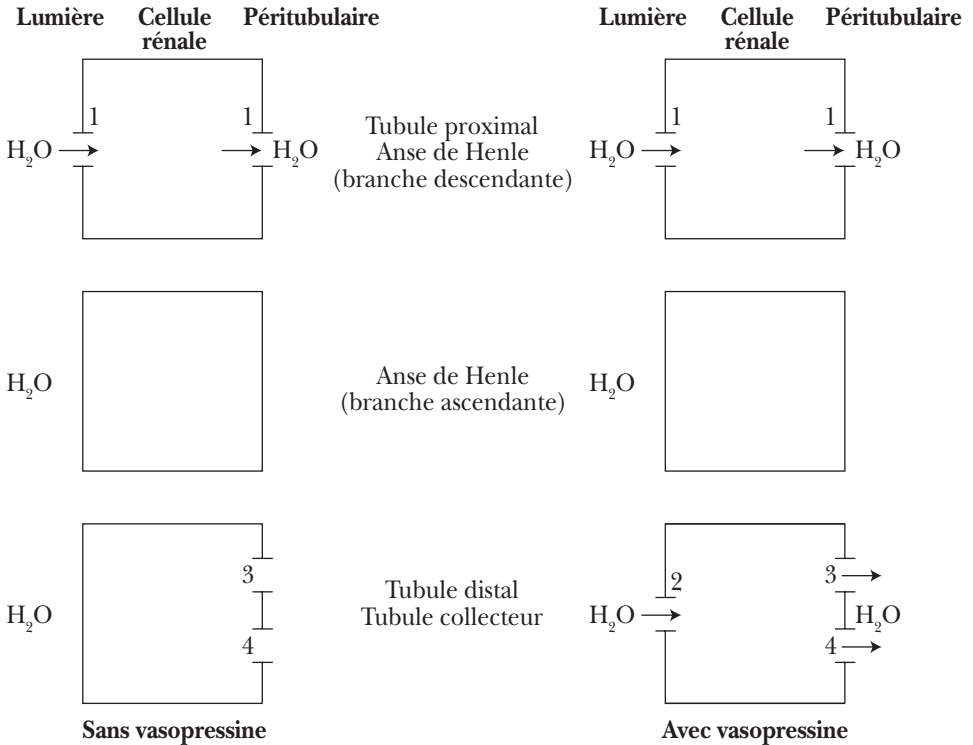 Lumière Cellule rénale Péritubulaire Lumière Cellule rénale Péritubulaire
1 1 1 1
H₂O H₂O H₂O H₂O
Tubule proximal
Anse de Henle
(branche descendante)
H₂O H₂O
Anse de Henle
(branche ascendante)
3 2 3
H₂O H₂O H₂O
Tubule distal
Tubule collecteur
4 4
Sans vasopressine Avec vasopressine